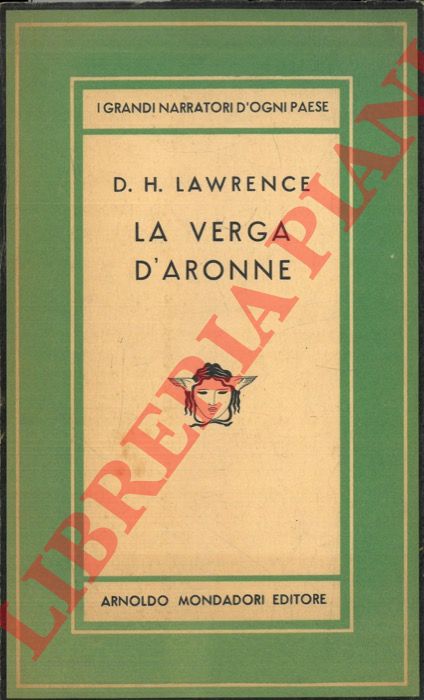 I GRANDI NARRATORI D'OGNI PAESE
D. H. LAWRENCE
LA VERGA
D'ARONNE
ARNOLDO MONDADORI EDITORE
LIBRERIA PIANI